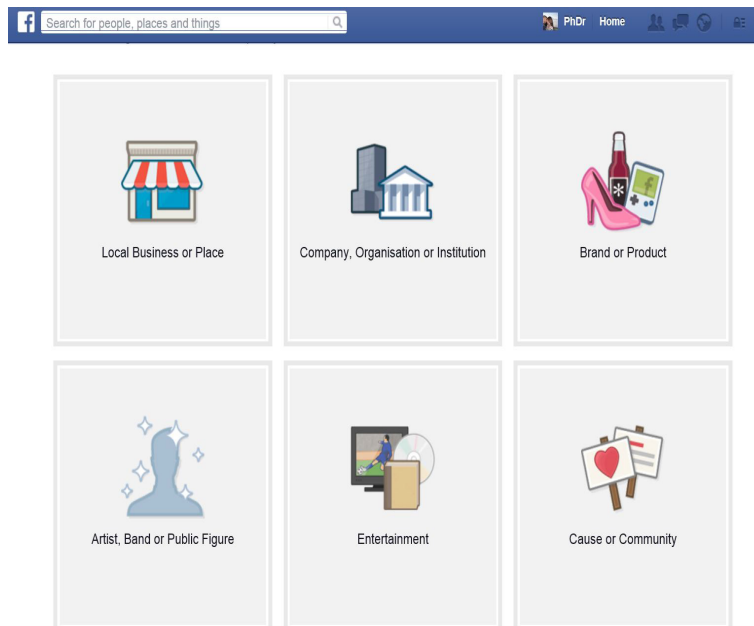 f Search for people, places and things PhDr Home
Local Business or Place Company, Organisation or Institution Brand or Product
Artist, Band or Public Figure Entertainment Cause or Community